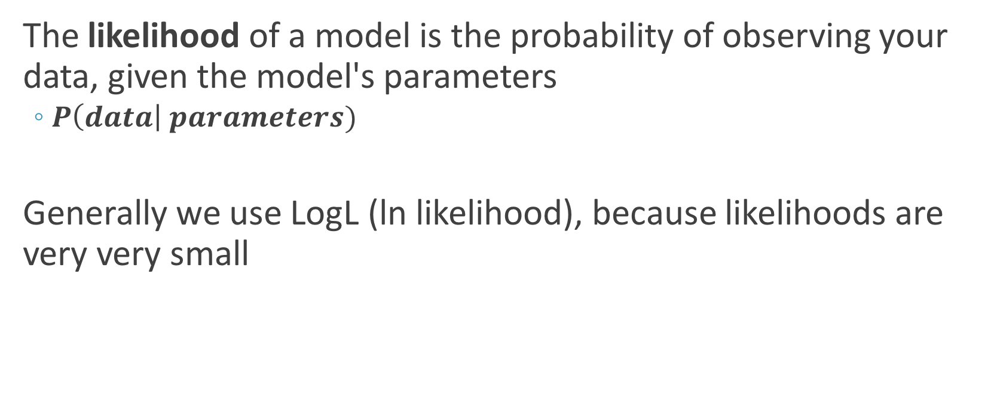 The likelihood of a model is the probability of observing your
data, given the model's parameters
◦ P(data| parameters)
Generally we use LogL (ln likelihood), because likelihoods are
very very small